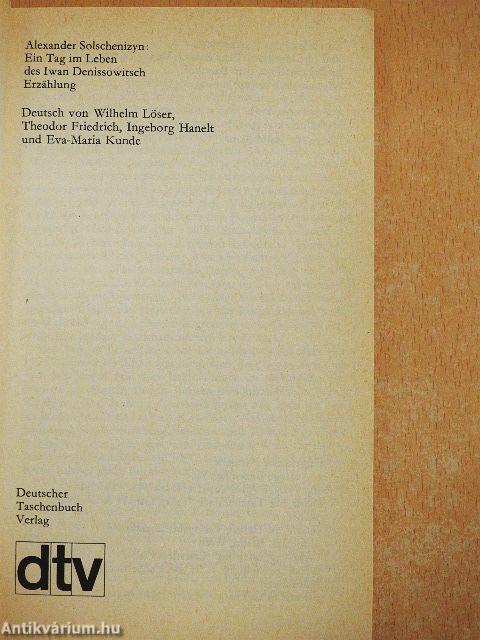 Alexander Solschenizyn:
Ein Tag im Leben
des Iwan Denissowitsch
Erzählung
Deutsch von Wilhelm Löser,
Theodor Friedrich, Ingeborg Hanelt
und Eva-Maria Kunde
Deutscher
Taschenbuch
Verlag
dtv
Antikvárium.hu